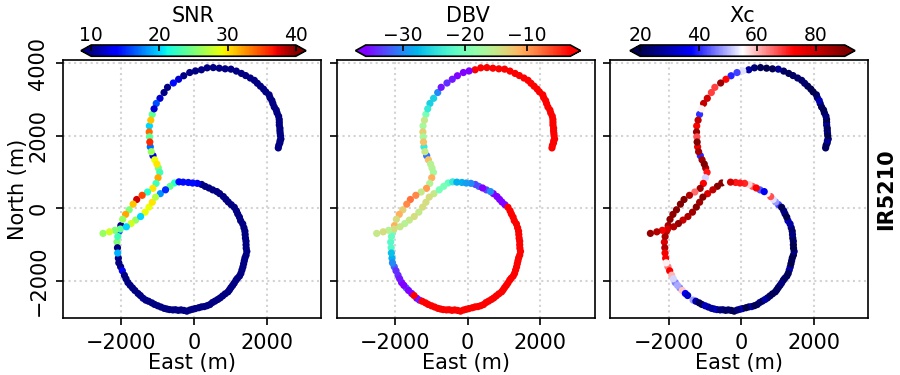 SNR DBV Xc
10 20 30 40 −30 −20 −10 20 40 60 80
4000
2000
0
−2000
North (m)
−2000 0 2000 −2000 0 2000 −2000 0 2000
East (m) East (m) East (m)
IR5210